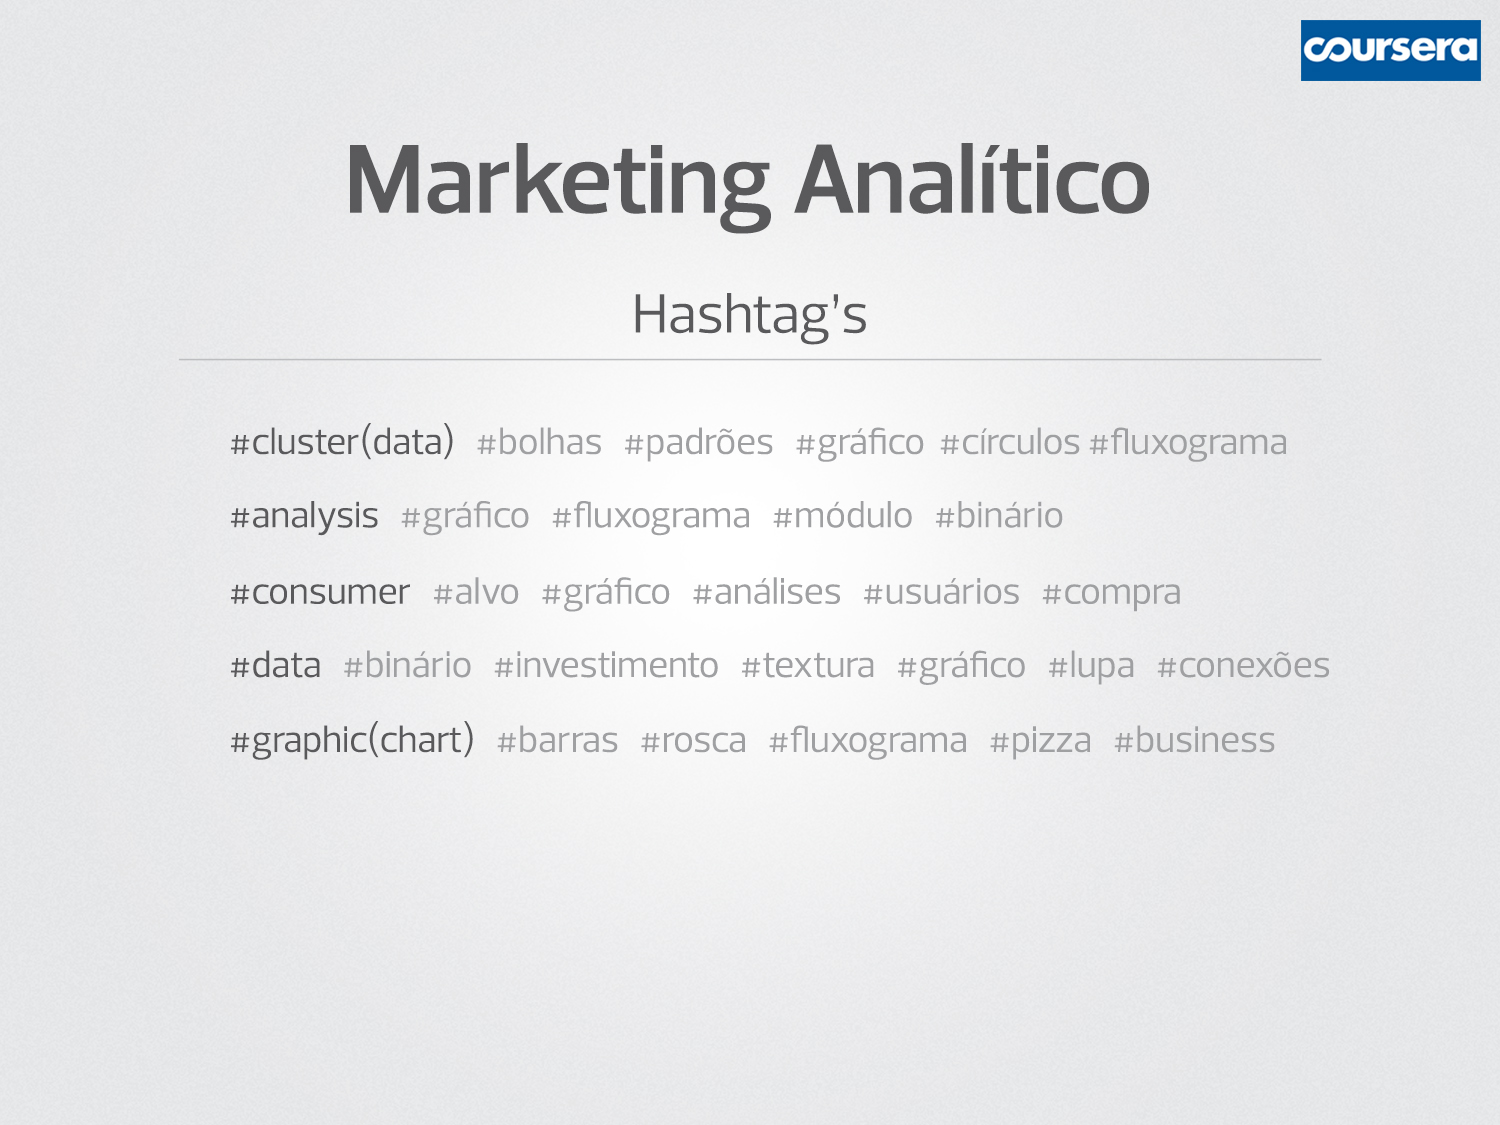 coursera
Marketing Analítico
Hashtag’s
#cluster(data) #bolhas #padrões #gráfico #círculos #fluxograma
#analysis #gráfico #fluxograma #módulo #binário
#consumer #alvo #gráfico #análises #usuários #compra
#data #binário #investimento #textura #gráfico #lupa #conexões
#graphic(chart) #barras #rosca #fluxograma #pizza #business